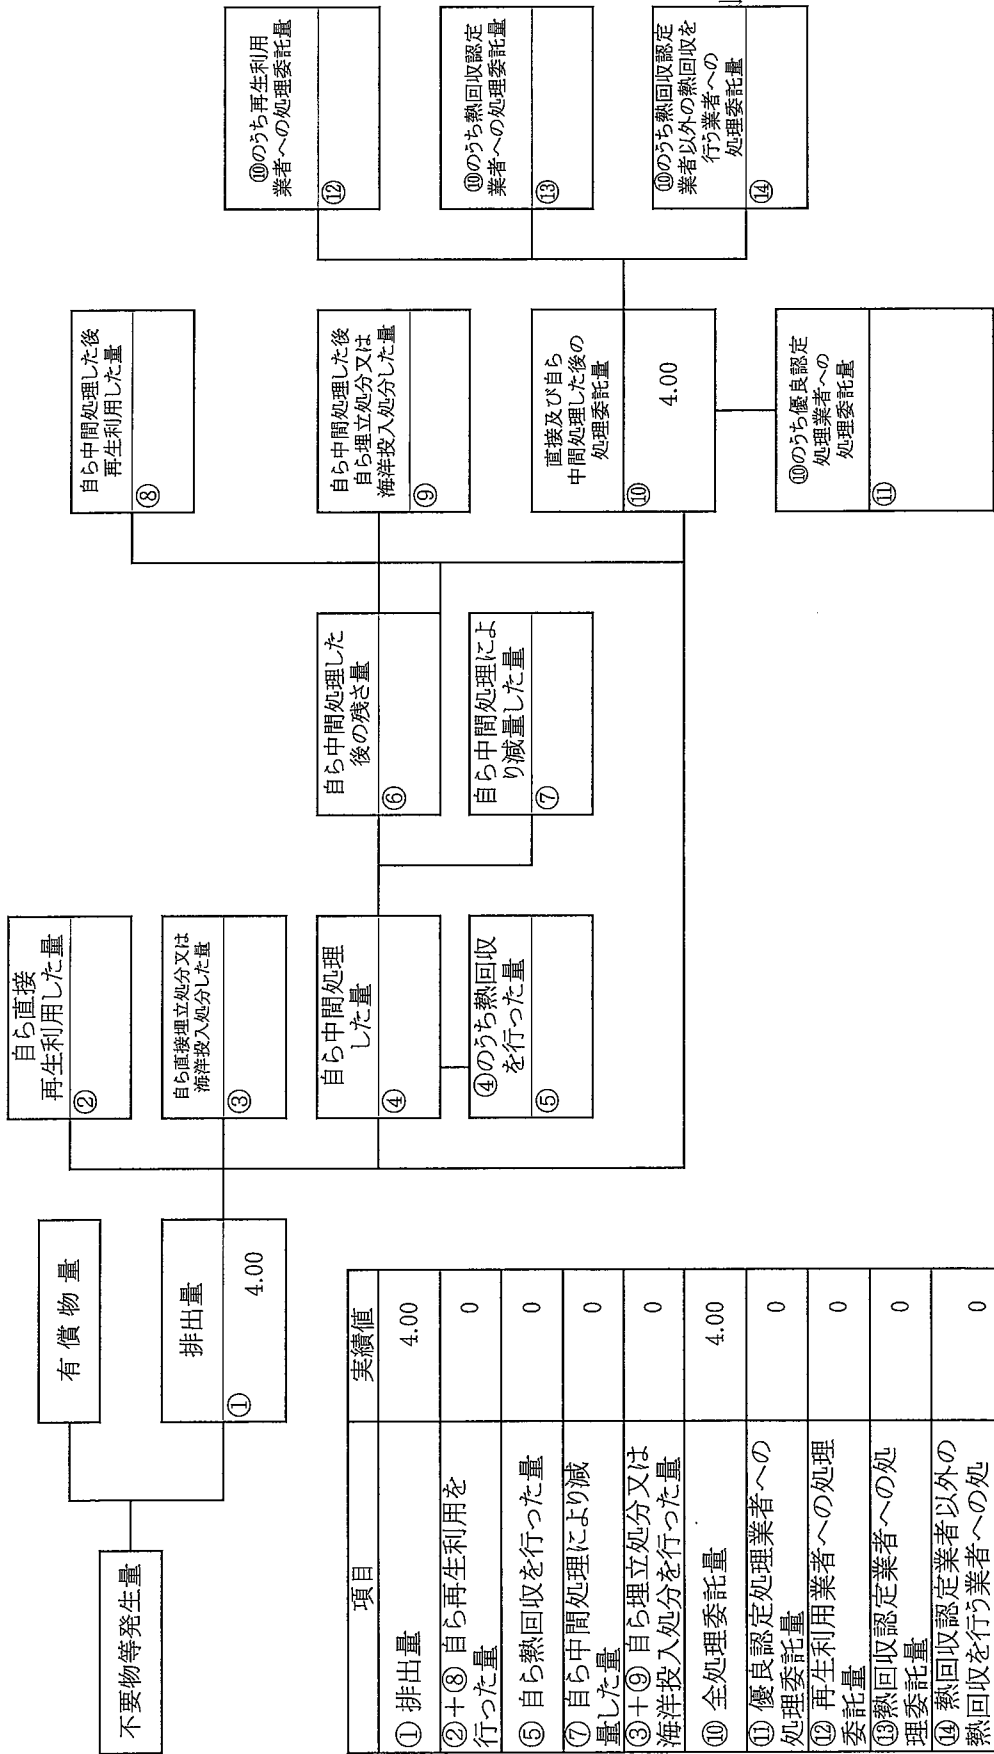 不要物等発生量
有償物量
排出量
①
4.00
自ら直接
再生利用した量
②
自ら直接埋立処分又は
海洋投入処分した量
③
自ら中間処理
した量
④
④のうち熱回収
を行った量
⑤
自ら中間処理した
後の残さ量
⑥
自ら中間処理によ
り減量した量
⑦
自ら中間処理した後
再生利用した量
⑧
自ら中間処理した後
自ら埋立処分又は
海洋投入処分した量
⑨
直接及び自ら
中間処理した後の
処理委託量
⑩
4.00
⑩のうち優良認定
処理業者への
処理委託量
⑪
⑩のうち再生利用
業者への処理委託量
⑫
⑩のうち熱回収認定
業者への処理委託量
⑬
⑩のうち熱回収認定
業者以外の熱回収を
行う業者への
処理委託量
⑭
項目 実績値
① 排出量 4.00
②+⑧ 自ら再生利用を
行った量 0
⑤ 自ら熱回収を行った量 0
⑦ 自ら中間処理により減
量した量 0
③+⑨ 自ら埋立処分又は
海洋投入処分を行った量 0
⑩ 全処理委託量 4.00
⑪ 優良認定処理業者への
処理委託量 0
⑫ 再生利用業者への処理
委託量 0
⑬熱回収認定業者への処
理委託量 0
⑭ 熱回収認定業者以外の
熱回収を行う業者への処 0